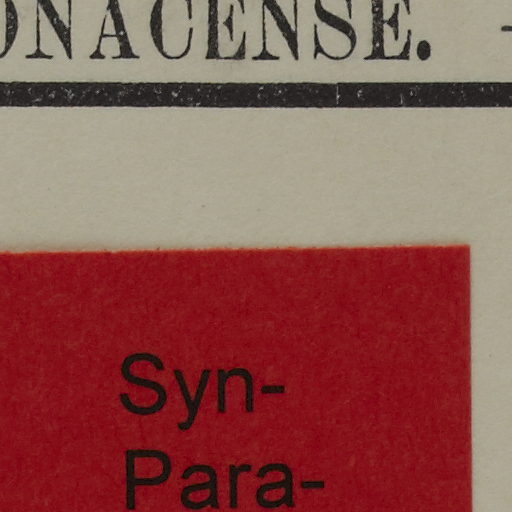 ONACENSE.
Syn-
Para-